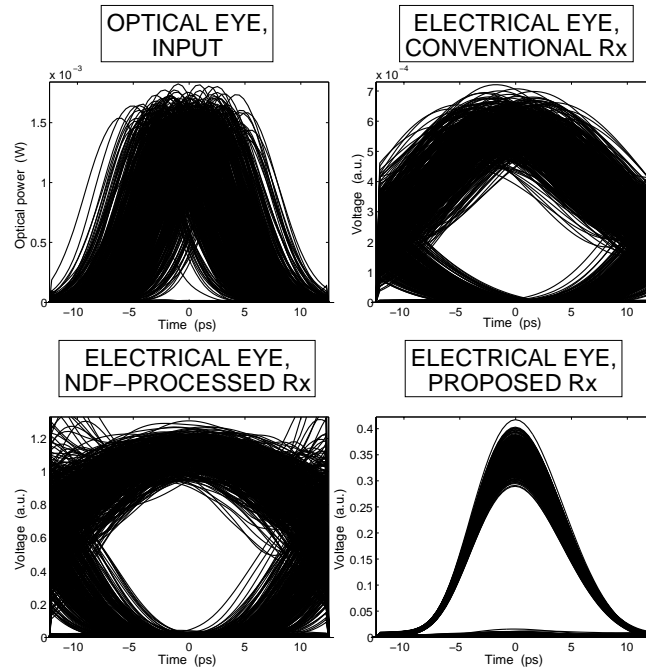 OPTICAL EYE,
INPUT
x 10⁻³
1.5
1
0.5
0
Optical power (W)
−10 −5 0 5 10
Time (ps)
ELECTRICAL EYE,
CONVENTIONAL Rx
x 10⁻⁴
7
6
5
4
3
2
1
0
Voltage (a.u.)
−10 −5 0 5 10
Time (ps)
ELECTRICAL EYE,
NDF−PROCESSED Rx
1.2
1
0.8
0.6
0.4
0.2
0
Voltage (a.u.)
−10 −5 0 5 10
Time (ps)
ELECTRICAL EYE,
PROPOSED Rx
0.4
0.35
0.3
0.25
0.2
0.15
0.1
0.05
0
Voltage (a.u.)
−10 −5 0 5 10
Time (ps)